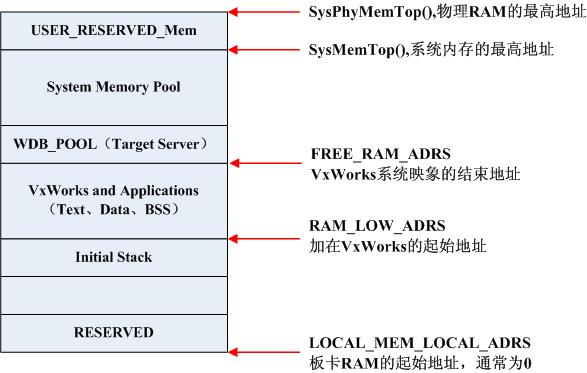 SysPhyMemTop(),物理RAM的最高地址
USER_RESERVED_Mem
SysMemTop(),系统内存的最高地址
System Memory Pool
WDB_POOL（Target Server）
FREE_RAM_ADRS
VxWorks系统映象的结束地址
VxWorks and Applications
（Text、Data、BSS）
RAM_LOW_ADRS
加在VxWorks的起始地址
Initial Stack
RESERVED
LOCAL_MEM_LOCAL_ADRS
板卡RAM的起始地址，通常为0